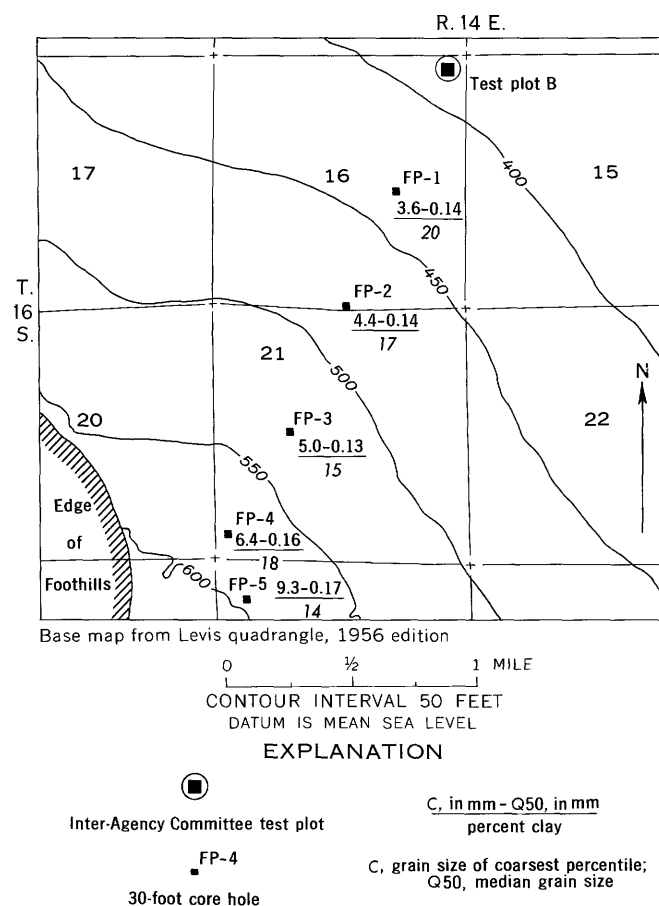 R. 14 E.
Test plot B
17
16
15
FP-1
3.6-0.14
20
400
450
T.
16
S.
FP-2
4.4-0.14
17
21
500
N
20
FP-3
5.0-0.13
15
22
550
Edge
of
Foothills
FP-4
6.4-0.16
18
600
FP-5
9.3-0.17
14
Base map from Levis quadrangle, 1956 edition
0 ½ 1 MILE
CONTOUR INTERVAL 50 FEET
DATUM IS MEAN SEA LEVEL
EXPLANATION
Inter-Agency Committee test plot
FP-4
30-foot core hole
C, in mm - Q50, in mm
percent clay
C, grain size of coarsest percentile;
Q50, median grain size